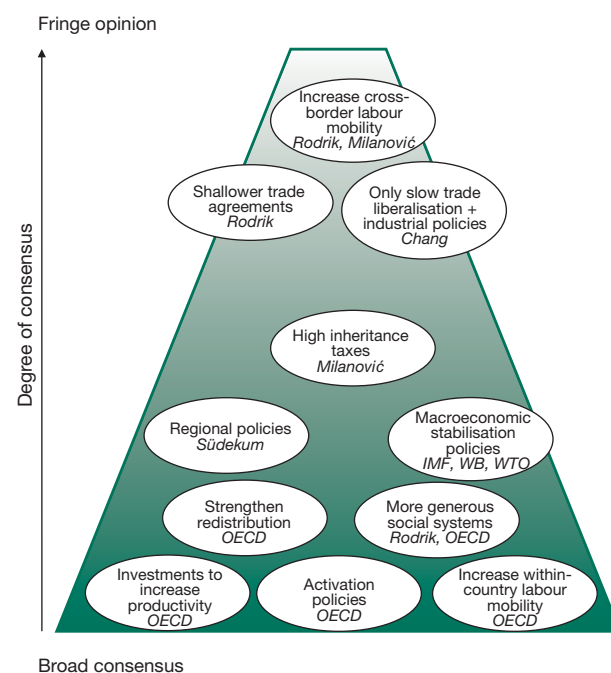 Fringe opinion
Degree of consensus
Increase cross-
border labour
mobility
Rodrik, Milanović
Shallower trade
agreements
Rodrik
Only slow trade
liberalisation +
industrial policies
Chang
High inheritance
taxes
Milanović
Regional policies
Südekum
Macroeconomic
stabilisation
policies
IMF, WB, WTO
Strengthen
redistribution
OECD
More generous
social systems
Rodrik, OECD
Investments to
increase
productivity
OECD
Activation
policies
OECD
Increase within-
country labour
mobility
OECD
Broad consensus